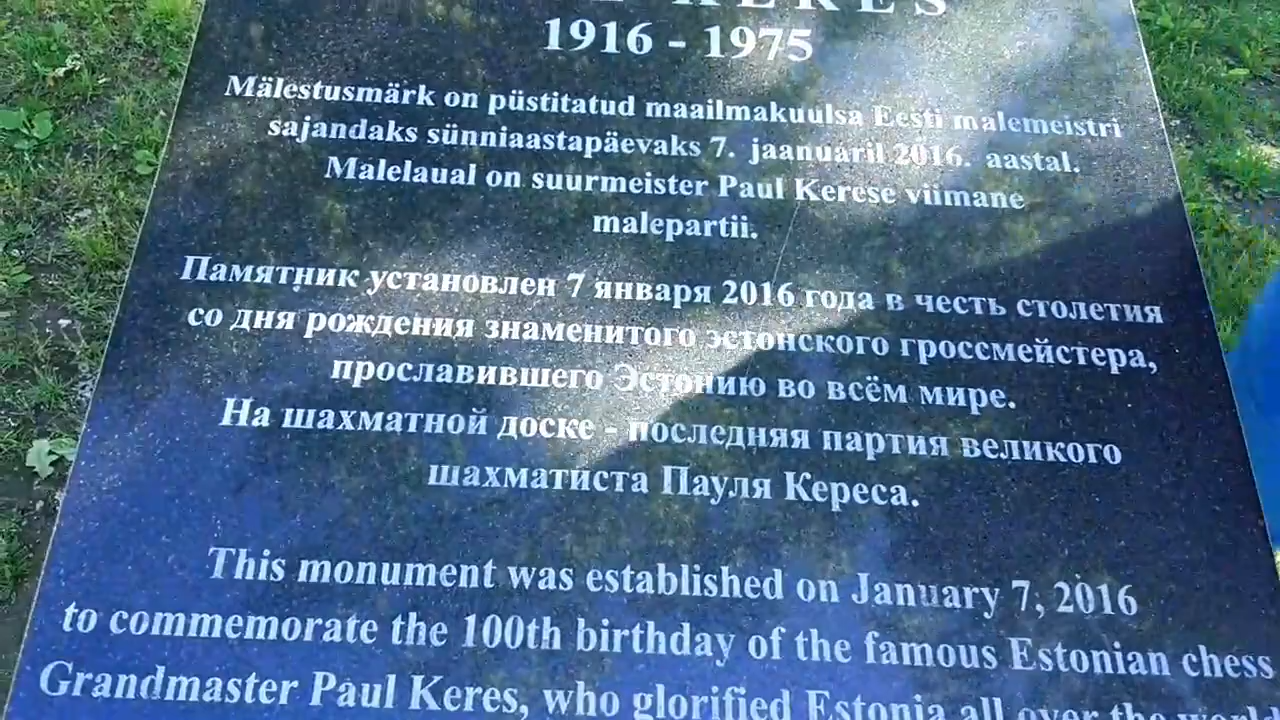 KERES
1916 - 1975
Mälestusmärk on püstitatud maailmakuulsa Eesti malemeistri
sajandaks sünniaastapäevaks 7. jaanuaril 2016. aastal.
Malelaual on suurmeister Paul Kerese viimane
malepartii.
Памятник установлен 7 января 2016 года в честь столетия
со дня рождения знаменитого эстонского гроссмейстера,
прославившего Эстонию во всём мире.
На шахматной доске - последняя партия великого
шахматиста Пауля Кереса.
This monument was established on January 7, 2016
to commemorate the 100th birthday of the famous Estonian chess
Grandmaster Paul Keres, who glorified Estonia all over the world